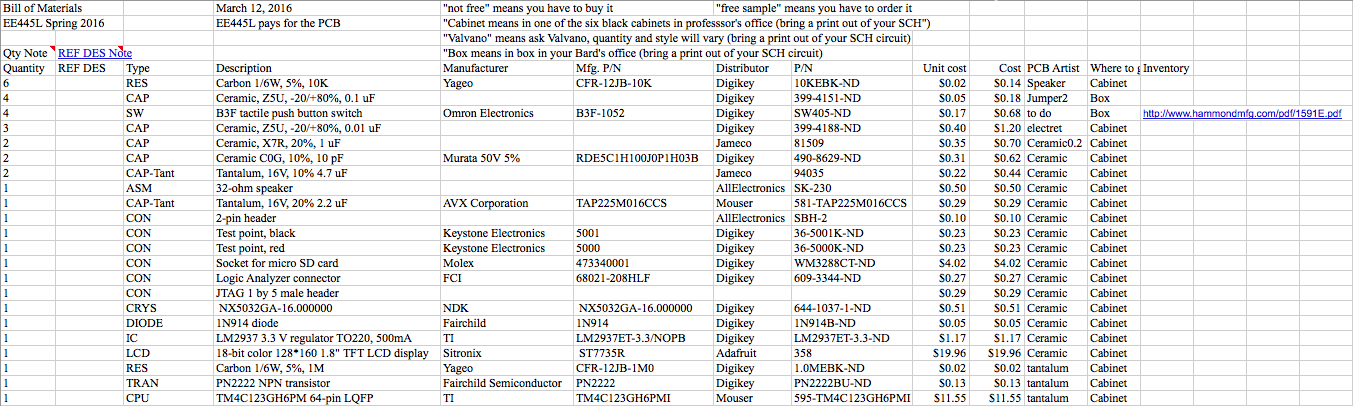 Bill of Materials March 12, 2016 "not free" means you have to buy it "free sample" means you have to order it
EE445L Spring 2016 EE445L pays for the PCB "Cabinet means in one of the six black cabinets in professsor's office (bring a print out of your SCH")
"Valvano" means ask Valvano, quantity and style will vary (bring a print out of your SCH circuit)
Qty Note REF DES Note "Box means in box in your Bard's office (bring a print out of your SCH circuit)
Quantity REF DES Type Description Manufacturer Mfg. P/N Distributor P/N Unit cost Cost PCB Artist Where to g Inventory
6 RES Carbon 1/6W, 5%, 10K Yageo CFR-12JB-10K Digikey 10KEBK-ND $0.02 $0.14 Speaker Cabinet
4 CAP Ceramic, Z5U, -20/+80%, 0.1 uF Digikey 399-4151-ND $0.05 $0.18 Jumper2 Box
4 SW B3F tactile push button switch Omron Electronics B3F-1052 Digikey SW405-ND $0.17 $0.68 to do Box http://www.hammondmfg.com/pdf/1591E.pdf
3 CAP Ceramic, Z5U, -20/+80%, 0.01 uF Digikey 399-4188-ND $0.40 $1.20 electret Cabinet
2 CAP Ceramic, X7R, 20%, 1 uF Jameco 81509 $0.35 $0.70 Ceramic0.2 Cabinet
2 CAP Ceramic C0G, 10%, 10 pF Murata 50V 5% RDE5C1H100J0P1H03B Digikey 490-8629-ND $0.31 $0.62 Ceramic Cabinet
2 CAP-Tant Tantalum, 16V, 10% 4.7 uF Jameco 94035 $0.22 $0.44 Ceramic Cabinet
1 ASM 32-ohm speaker AllElectronics SK-230 $0.50 $0.50 Ceramic Cabinet
1 CAP-Tant Tantalum, 16V, 20% 2.2 uF AVX Corporation TAP225M016CCS Mouser 581-TAP225M016CCS $0.29 $0.29 Ceramic Cabinet
1 CON 2-pin header AllElectronics SBH-2 $0.10 $0.10 Ceramic Cabinet
1 CON Test point, black Keystone Electronics 5001 Digikey 36-5001K-ND $0.23 $0.23 Ceramic Cabinet
1 CON Test point, red Keystone Electronics 5000 Digikey 36-5000K-ND $0.23 $0.23 Ceramic Cabinet
1 CON Socket for micro SD card Molex 473340001 Digikey WM3288CT-ND $4.02 $4.02 Ceramic Cabinet
1 CON Logic Analyzer connector FCI 68021-208HLF Digikey 609-3344-ND $0.27 $0.27 Ceramic Cabinet
1 CON JTAG 1 by 5 male header $0.29 $0.29 Ceramic Cabinet
1 CRYS NX5032GA-16.000000 NDK NX5032GA-16.000000 Digikey 644-1037-1-ND $0.51 $0.51 Ceramic Cabinet
1 DIODE 1N914 diode Fairchild 1N914 Digikey 1N914B-ND $0.05 $0.05 Ceramic Cabinet
1 IC LM2937 3.3 V regulator TO220, 500mA TI LM2937ET-3.3/NOPB Digikey LM2937ET-3.3-ND $1.17 $1.17 Ceramic Cabinet
1 LCD 18-bit color 128*160 1.8" TFT LCD display Sitronix ST7735R Adafruit 358 $19.96 $19.96 Ceramic Cabinet
1 RES Carbon 1/6W, 5%, 1M Yageo CFR-12JB-1M0 Digikey 1.0MEBK-ND $0.02 $0.02 tantalum Cabinet
1 TRAN PN2222 NPN transistor Fairchild Semiconductor PN2222 Digikey PN2222BU-ND $0.13 $0.13 tantalum Cabinet
1 CPU TM4C123GH6PM 64-pin LQFP TI TM4C123GH6PMI Mouser 595-TM4C123GH6PMI $11.55 $11.55 tantalum Cabinet